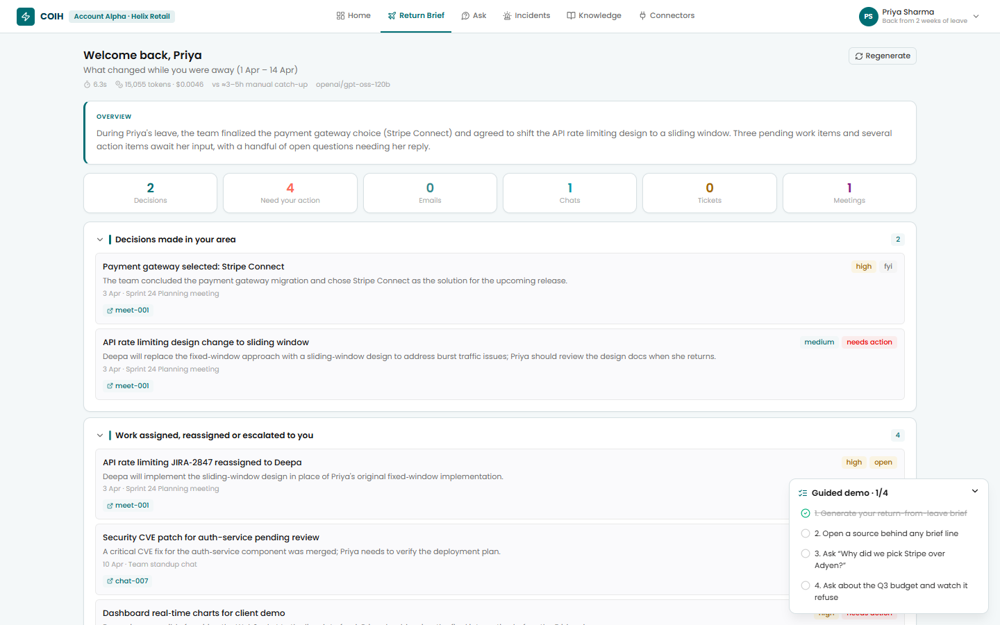 COIH
Account Alpha · Helix Retail
Home
Return Brief
Ask
Incidents
Knowledge
Connectors
PS
Priya Sharma
Back from 2 weeks of leave
Welcome back, Priya
Regenerate
What changed while you were away (1 Apr – 14 Apr)
6.3s
15,055 tokens · $0.0046
vs ≈3–5h manual catch-up
openai/gpt-oss-120b
OVERVIEW
During Priya's leave, the team finalized the payment gateway choice (Stripe Connect) and agreed to shift the API rate limiting design to a sliding window. Three pending work items and several
action items await her input, with a handful of open questions needing her reply.
2
Decisions
4
Need your action
0
Emails
1
Chats
0
Tickets
1
Meetings
Decisions made in your area
2
Payment gateway selected: Stripe Connect
high
fyi
The team concluded the payment gateway migration and chose Stripe Connect as the solution for the upcoming release.
3 Apr · Sprint 24 Planning meeting
meet-001
API rate limiting design change to sliding window
medium
needs action
Deepa will replace the fixed-window approach with a sliding-window design to address burst traffic issues; Priya should review the design docs when she returns.
3 Apr · Sprint 24 Planning meeting
meet-001
Work assigned, reassigned or escalated to you
4
API rate limiting JIRA-2847 reassigned to Deepa
high
open
Deepa will implement the sliding-window design in place of Priya's original fixed-window implementation.
3 Apr · Sprint 24 Planning meeting
meet-001
Security CVE patch for auth-service pending review
A critical CVE fix for the auth-service component was merged; Priya needs to verify the deployment plan.
10 Apr · Team standup chat
chat-007
Dashboard real-time charts for client demo
high
needs action
Guided demo · 1/4
1. Generate your return-from-leave brief
2. Open a source behind any brief line
3. Ask “Why did we pick Stripe over
Adyen?”
4. Ask about the Q3 budget and watch it
refuse